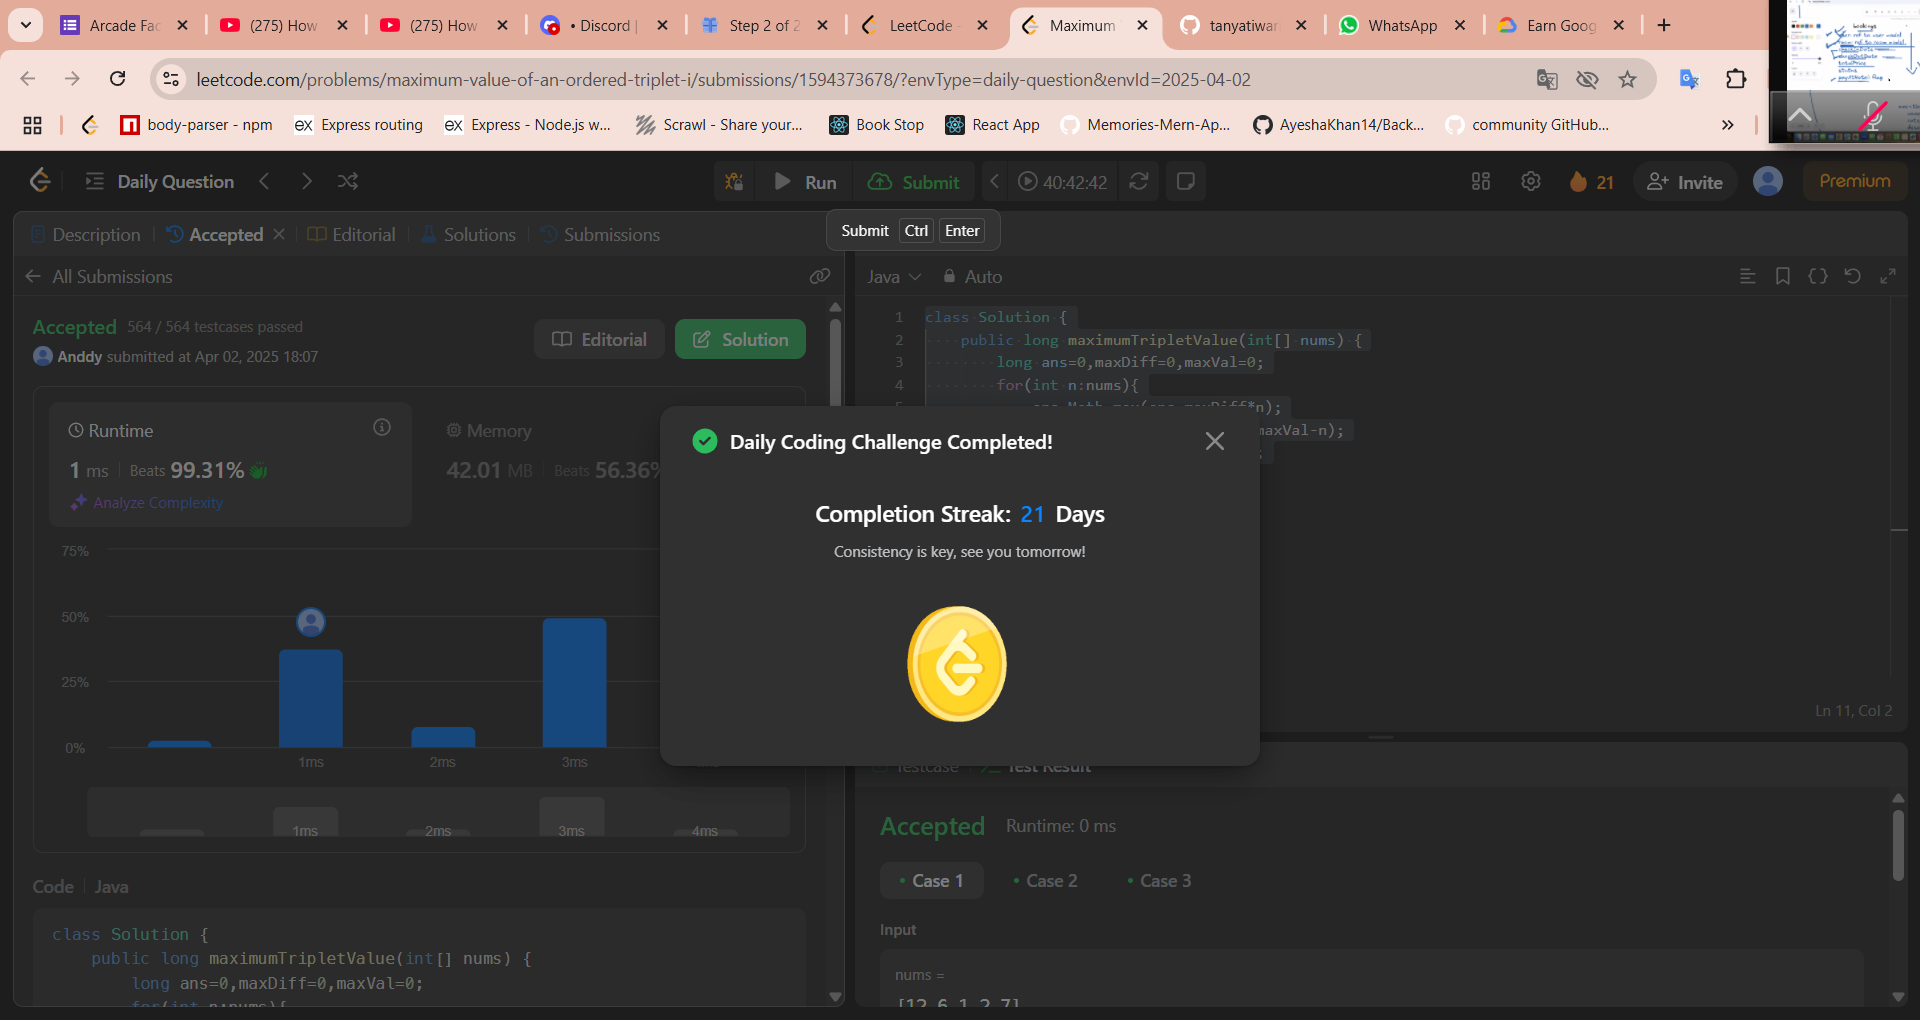 Arcade Fac
(275) How
(275) How
• Discord |
Step 2 of 2
LeetCode -
Maximum
tanyatiwar
WhatsApp
Earn Goog
leetcode.com/problems/maximum-value-of-an-ordered-triplet-i/submissions/1594373678/?envType=daily-question&envId=2025-04-02
body-parser - npm
Express routing
Express - Node.js w...
Scrawl - Share your...
Book Stop
React App
Memories-Mern-Ap...
AyeshaKhan14/Back...
community GitHub...
Daily Question
Run
Submit
40:42:42
21
Invite
Premium
Description
Accepted
Editorial
Solutions
Submissions
Submit Ctrl Enter
All Submissions
Java
Auto
Accepted 564 / 564 testcases passed
Anddy submitted at Apr 02, 2025 18:07
Editorial
Solution
1 class Solution {
2 public long maximumTripletValue(int[] nums) {
3 long ans=0,maxDiff=0,maxVal=0;
4 for(int n:nums){
maxVal-n);
Runtime
1 ms Beats 99.31%
Analyze Complexity
Memory
42.01 MB Beats 56.36%
75%
50%
25%
0%
1ms
2ms
3ms
1ms
2ms
3ms
4ms
Daily Coding Challenge Completed!
Completion Streak: 21 Days
Consistency is key, see you tomorrow!
Ln 11, Col 2
Testcase
Test Result
Accepted Runtime: 0 ms
Case 1
Case 2
Case 3
Input
nums =
[12,6,1,2,7]
Code Java
class Solution {
public long maximumTripletValue(int[] nums) {
long ans=0,maxDiff=0,maxVal=0;
for(int n:nums){